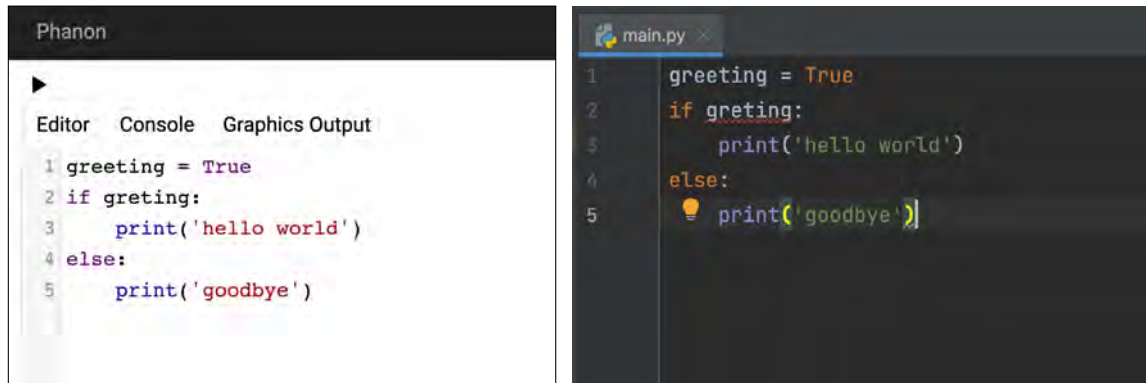 Phanon
Editor Console Graphics Output
1 greeting = True
2 if greting:
3 print('hello world')
4 else:
5 print('goodbye')
main.py
1 greeting = True
2 if greting:
3 print('hello world')
4 else:
5 print('goodbye')